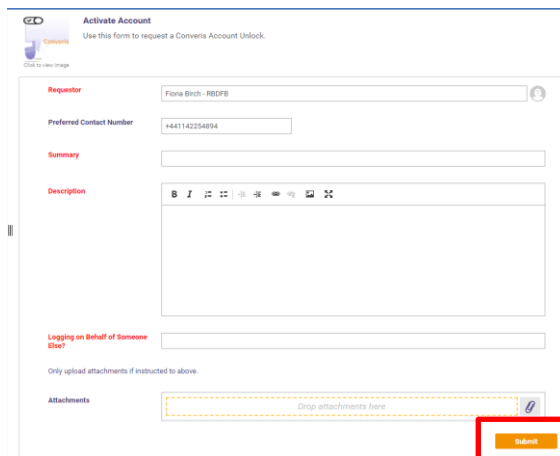 Activate Account
Use this form to request a Converis Account Unlock.
Converis
Click to view image
Requestor
Fiona Birch - RBDFB
Preferred Contact Number
+441142254894
Summary
Description
B I
Logging on Behalf of Someone
Else?
Only upload attachments if instructed to above.
Attachments
Drop attachments here
Submit